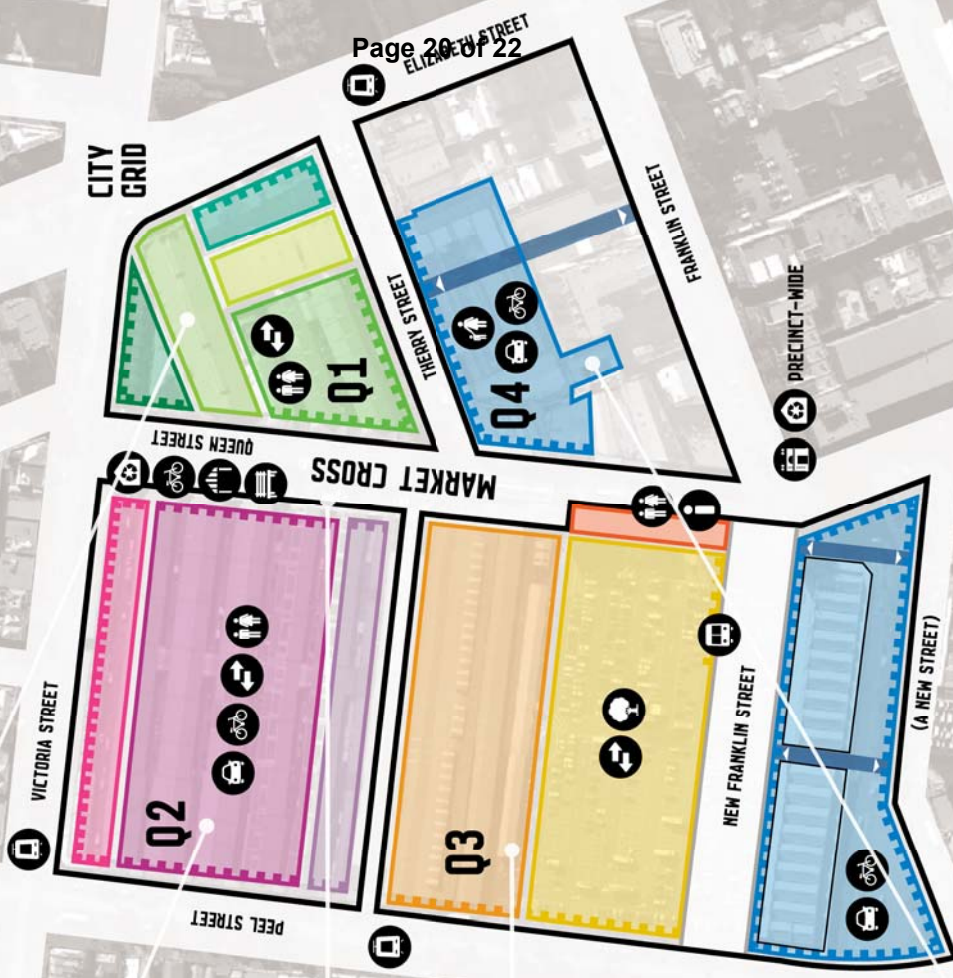 Page 20 of 22
ELIZABETH STREET
CITY
GRID
FRANKLIN STREET
THERRY STREET
Q1
Q4
PRECINCT-WIDE
QUEEN STREET
MARKET CROSS
VICTORIA STREET
Q2
Q3
NEW FRANKLIN STREET
(A NEW STREET)
PEEL STREET